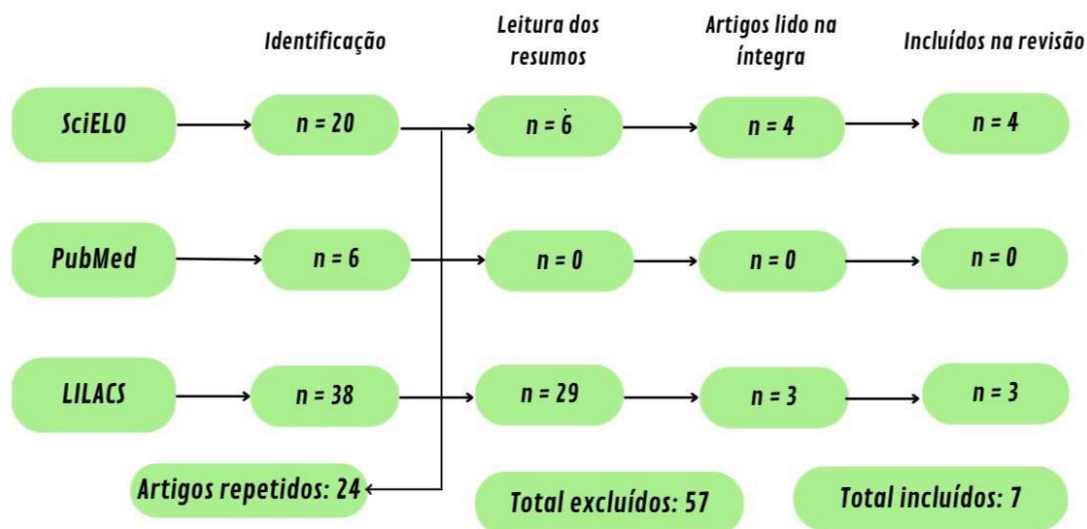 Identificação
Leitura dos
resumos
Artigos lido na
íntegra
Incluídos na revisão
SciELO
n = 20
n = 6
n = 4
n = 4
PubMed
n = 6
n = 0
n = 0
n = 0
LILACS
n = 38
n = 29
n = 3
n = 3
Artigos repetidos: 24
Total excluídos: 57
Total incluídos: 7